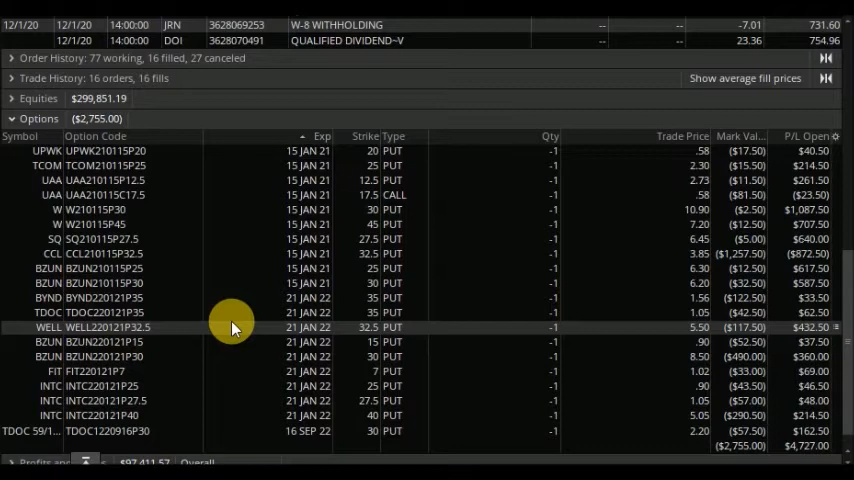 12/1/20 12/1/20 14:00:00 JRN 3628069253 W-8 WITHHOLDING -- -- -7.01 731.60
12/1/20 14:00:00 DOI 3628070491 QUALIFIED DIVIDEND~V -- -- 23.36 754.96
Order History: 77 working, 16 filled, 27 canceled
Trade History: 16 orders, 16 fills Show average fill prices
Equities $299,851.19
Options ($2,755.00)
Symbol Option Code Exp Strike Type Qty Trade Price Mark Val... P/L Open
UPWK UPWK210115P20 15 JAN 21 20 PUT -1 .58 ($17.50) $40.50
TCOM TCOM210115P25 15 JAN 21 25 PUT -1 2.30 ($15.50) $214.50
UAA UAA210115P12.5 15 JAN 21 12.5 PUT -1 2.73 ($11.50) $261.50
UAA UAA210115C17.5 15 JAN 21 17.5 CALL -1 .58 ($81.50) ($23.50)
W W210115P30 15 JAN 21 30 PUT -1 10.90 ($2.50) $1,087.50
W W210115P45 15 JAN 21 45 PUT -1 7.20 ($12.50) $707.50
SQ SQ210115P27.5 15 JAN 21 27.5 PUT -1 6.45 ($5.00) $640.00
CCL CCL210115P32.5 15 JAN 21 32.5 PUT -1 3.85 ($1,257.50) ($872.50)
BZUN BZUN210115P25 15 JAN 21 25 PUT -1 6.30 ($12.50) $617.50
BZUN BZUN210115P30 15 JAN 21 30 PUT -1 6.20 ($32.50) $587.50
BYND BYND220121P35 21 JAN 22 35 PUT -1 1.56 ($122.50) $33.50
TDOC TDOC220121P35 21 JAN 22 35 PUT -1 1.05 ($42.50) $62.50
WELL WELL220121P32.5 21 JAN 22 32.5 PUT -1 5.50 ($117.50) $432.50
BZUN BZUN220121P15 21 JAN 22 15 PUT -1 .90 ($52.50) $37.50
BZUN BZUN220121P30 21 JAN 22 30 PUT -1 8.50 ($490.00) $360.00
FIT FIT220121P7 21 JAN 22 7 PUT -1 1.02 ($33.00) $69.00
INTC INTC220121P25 21 JAN 22 25 PUT -1 .90 ($43.50) $46.50
INTC INTC220121P27.5 21 JAN 22 27.5 PUT -1 1.05 ($57.00) $48.00
INTC INTC220121P40 21 JAN 22 40 PUT -1 5.05 ($290.50) $214.50
TDOC 59/1... TDOC1220916P30 16 SEP 22 30 PUT -1 2.20 ($57.50) $162.50
($2,755.00) $4,727.00
Profits an $97,411.57 Overall